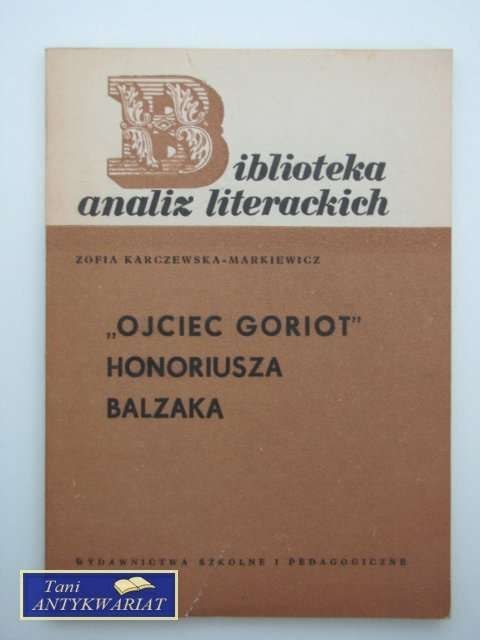 Biblioteka
analiz literackich
ZOFIA KARCZEWSKA-MARKIEWICZ
„OJCIEC GORIOT”
HONORIUSZA
BALZAKA
WYDAWNICTWA SZKOLNE I PEDAGOGICZNE
Tani
ANTYKWARIAT